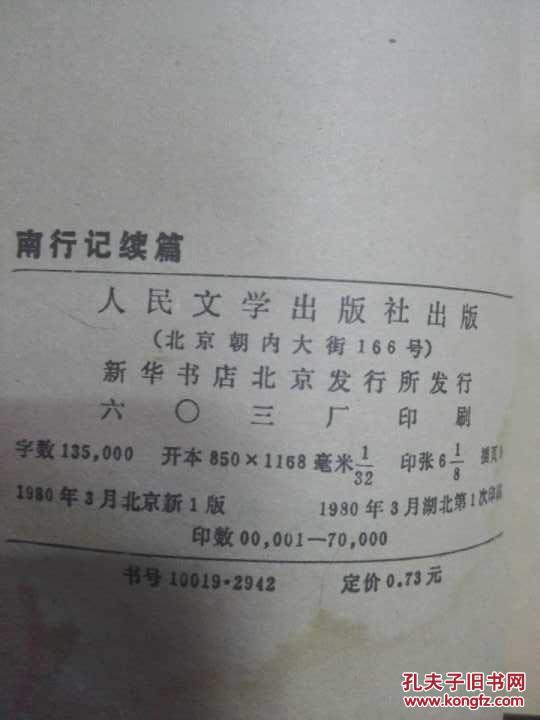 南行记续篇
人民文学出版社出版
(北京朝内大街166号)
新华书店北京发行所发行
六〇三厂印刷
字数135,000 开本850×1168毫米1/32 印张6 1/8 插页
1980年3月北京新1版 1980年3月湖北第1次印刷
印数00,001—70,000
书号10019·2942 定价0.73元
孔夫子旧书网
www.kongfz.com